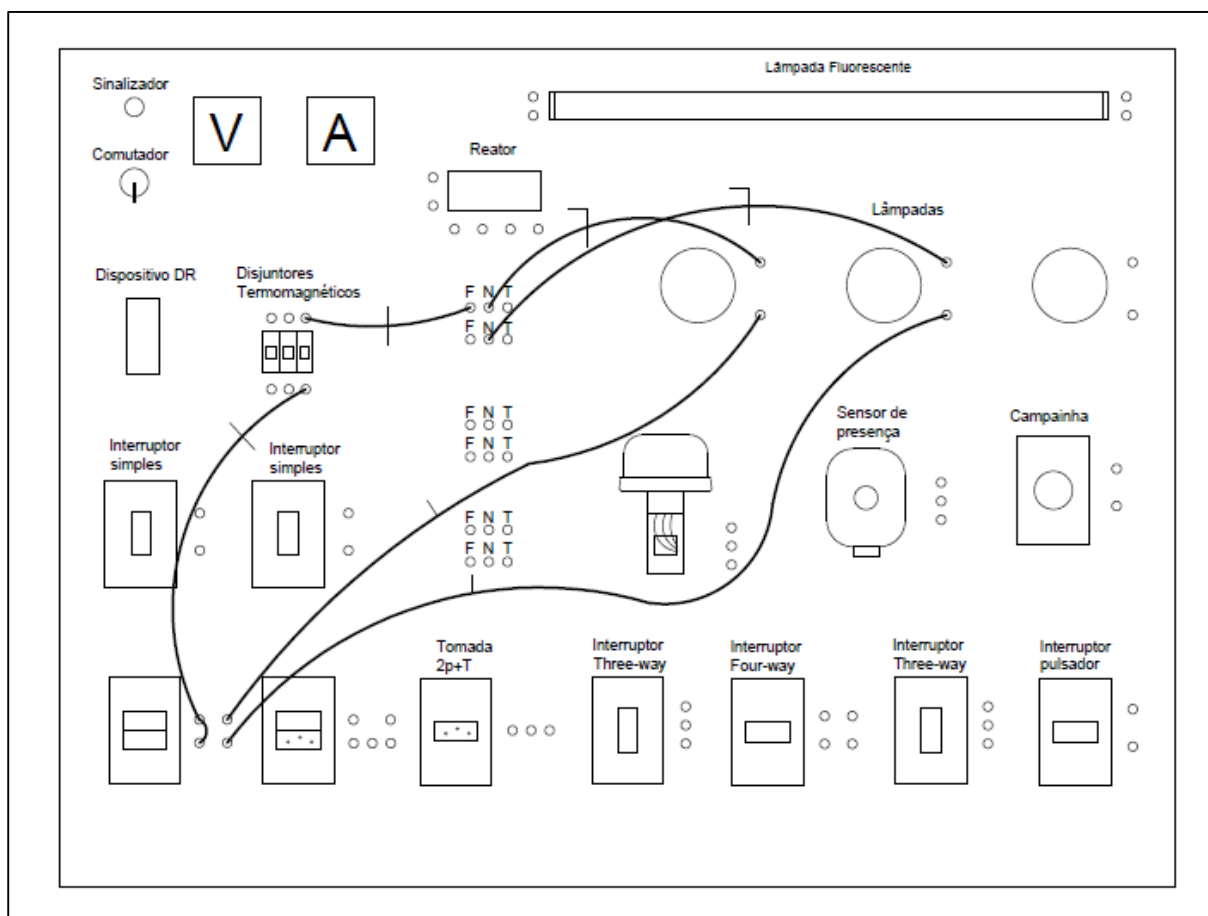 Lâmpada Fluorescente
Sinalizador
V
A
Comutador
Reator
Lâmpadas
Dispositivo DR
Disjuntores
Termomagnéticos
F N T
F N T
F N T
F N T
Sensor de
presença
Campainha
Interruptor
simples
Interruptor
simples
F N T
F N T
Tomada
2p+T
Interruptor
Three-way
Interruptor
Four-way
Interruptor
Three-way
Interruptor
pulsador